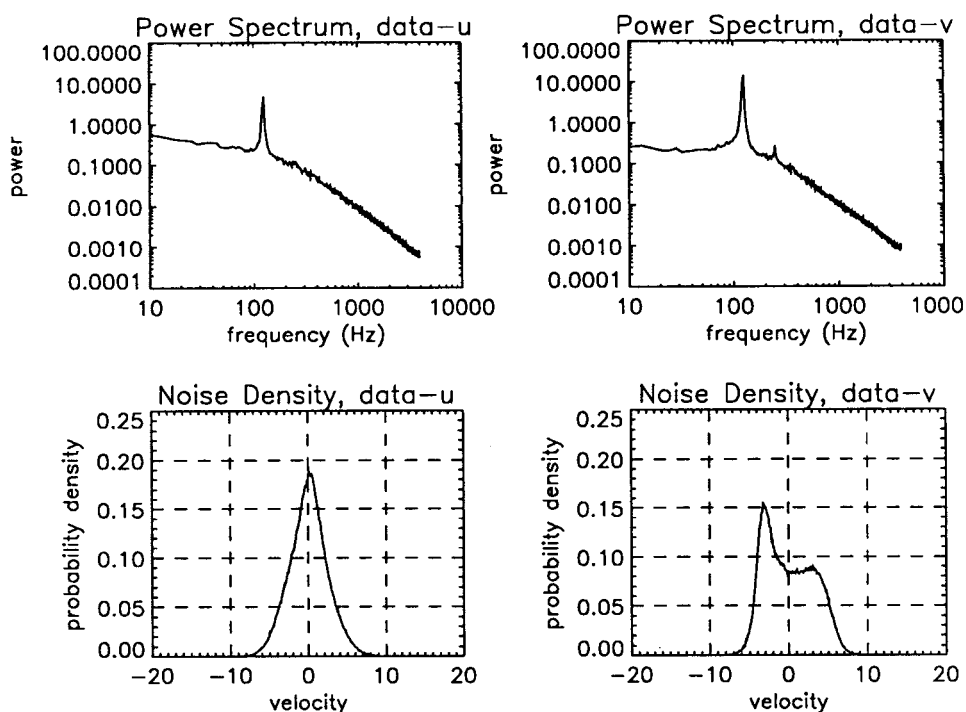 Power Spectrum, data-u
100.0000
10.0000
1.0000
0.1000
0.0100
0.0010
0.0001
power
10 100 1000 10000
frequency (Hz)
Power Spectrum, data-v
100.0000
10.0000
1.0000
0.1000
0.0100
0.0010
0.0001
power
10 100 1000 10000
frequency (Hz)
Noise Density, data-u
0.25
0.20
0.15
0.10
0.05
0.00
probability density
-20 -10 0 10 20
velocity
Noise Density, data-v
0.25
0.20
0.15
0.10
0.05
0.00
probability density
-20 -10 0 10 20
velocity